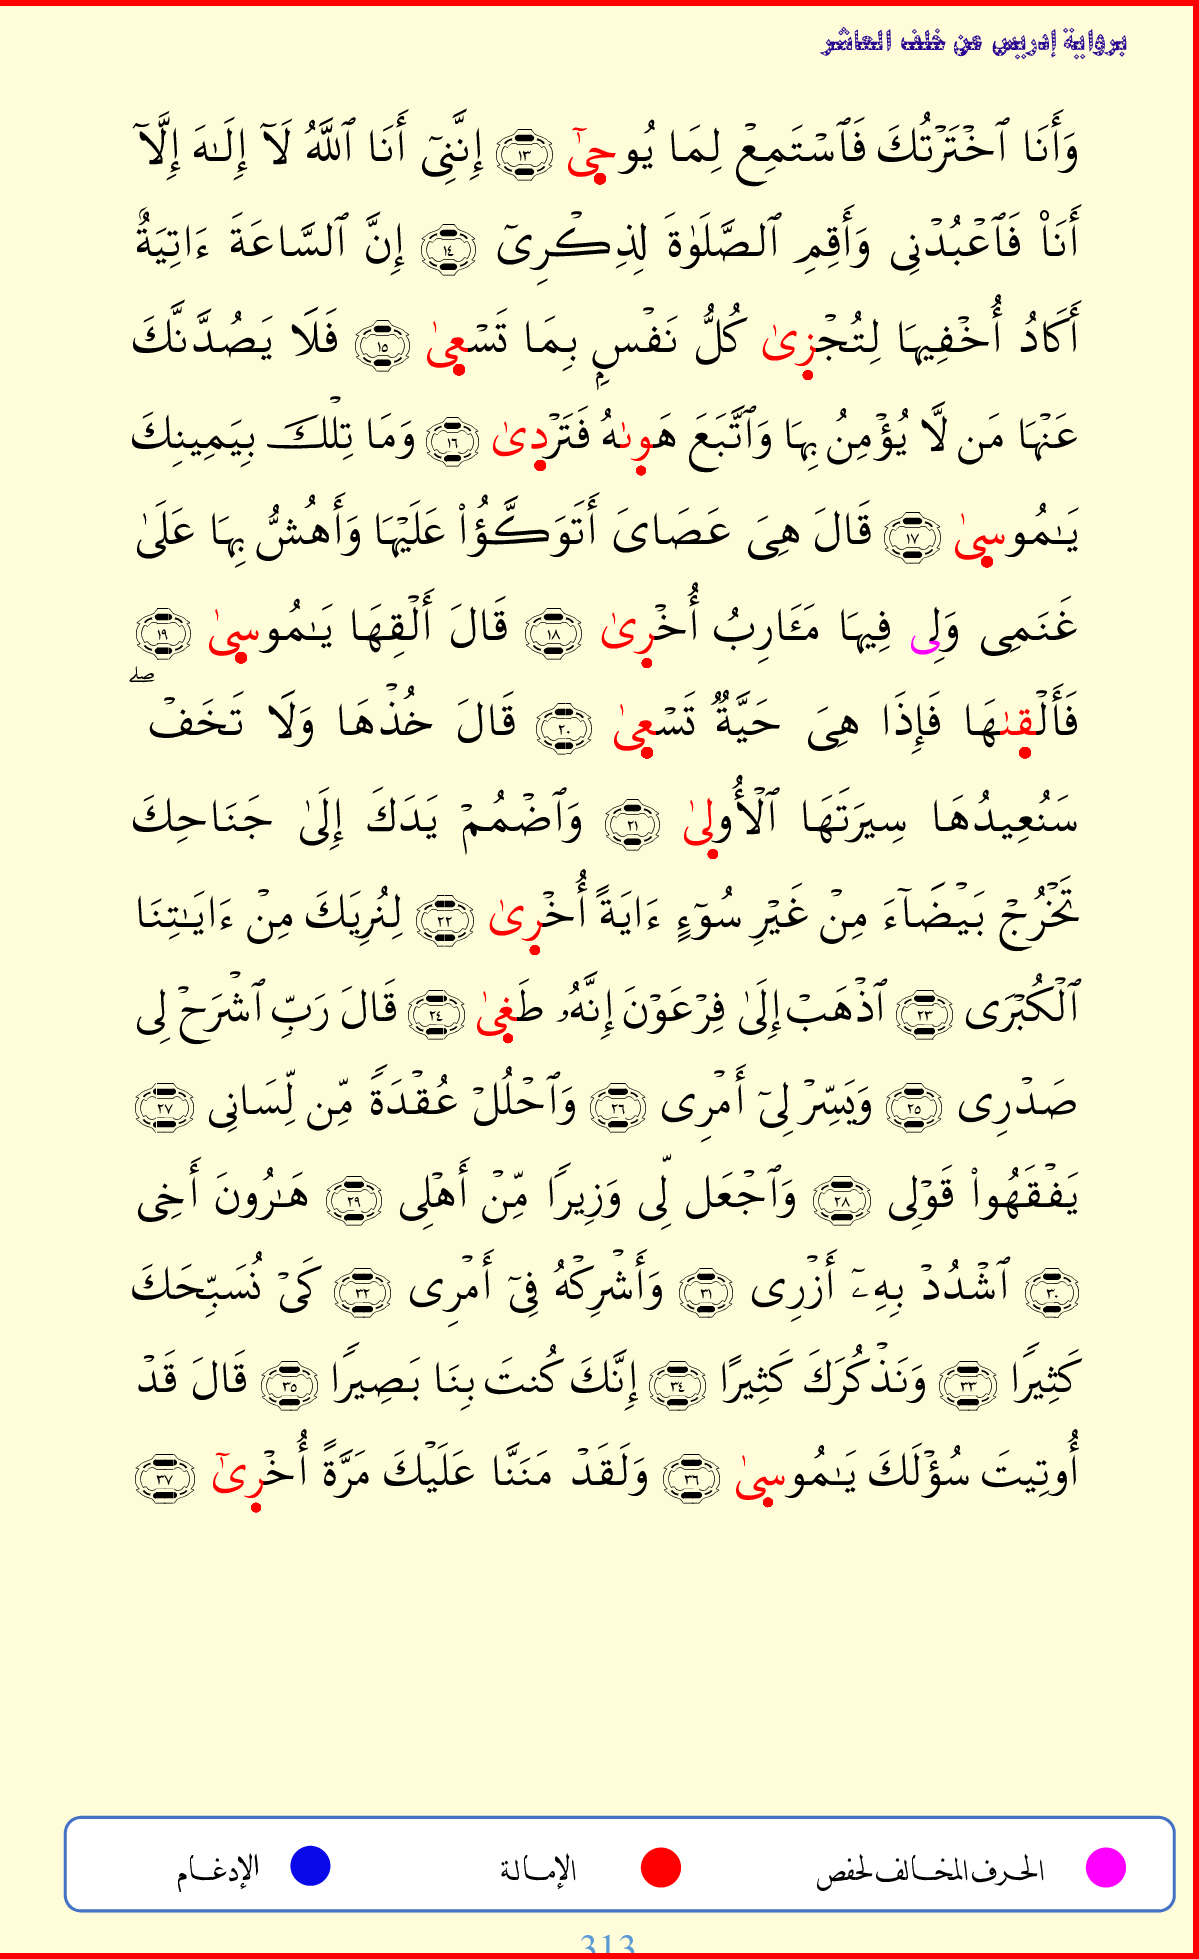 برواية إدريس عن خلف العاشر
وَأَنَا ٱخۡتَرۡتُكَ فَٱسۡتَمِعۡ لِمَا يُوحِىٰٓ ١٣ إِنَّنِىٓ أَنَا ٱللَّهُ لَآ إِلَـٰهَ إِلَّآ
أَنَا۠ فَٱعۡبُدۡنِى وَأَقِمِ ٱلصَّلَوٰةَ لِذِكۡرِىٓ ١٤ إِنَّ ٱلسَّاعَةَ ءَاتِيَةٌ
أَكَادُ أُخۡفِيهَا لِتُجۡزِىٰ كُلُّ نَفۡسِۭ بِمَا تَسۡعِىٰ ١٥ فَلَا يَصُدَّنَّكَ
عَنۡهَا مَن لَّا يُؤۡمِنُ بِهَا وَٱتَّبَعَ هَوِىٰهُ فَتَرۡدِىٰ ١٦ وَمَا تِلۡكَ بِيَمِينِكَ
يَـٰمُوسِىٰ ١٧ قَالَ هِىَ عَصَاىَ أَتَوَكَّؤُا۟ عَلَيۡهَا وَأَهُشُّ بِهَا عَلَىٰ
غَنَمِى وَلِى فِيهَا مَـَٔارِبُ أُخۡرِىٰ ١٨ قَالَ أَلۡقِهَا يَـٰمُوسِىٰ ١٩
فَأَلۡقِىٰهَا فَإِذَا هِىَ حَيَّةٌ تَسۡعِىٰ ٢٠ قَالَ خُذۡهَا وَلَا تَخَفۡۖ
سَنُعِيدُهَا سِيرَتَهَا ٱلۡأُولِىٰ ٢١ وَٱضۡمُمۡ يَدَكَ إِلَىٰ جَنَاحِكَ
تَخۡرُجۡ بَيۡضَآءَ مِنۡ غَيۡرِ سُوٓءٍ ءَايَةً أُخۡرِىٰ ٢٢ لِنُرِيَكَ مِنۡ ءَايَـٰتِنَا
ٱلۡكُبۡرَى ٢٣ ٱذۡهَبۡ إِلَىٰ فِرۡعَوۡنَ إِنَّهُۥ طَغِىٰ ٢٤ قَالَ رَبِّ ٱشۡرَحۡ لِى
صَدۡرِى ٢٥ وَيَسِّرۡ لِىٓ أَمۡرِى ٢٦ وَٱحۡلُلۡ عُقۡدَةً مِّن لِّسَانِى ٢٧
يَفۡقَهُوا۟ قَوۡلِى ٢٨ وَٱجۡعَل لِّى وَزِيرًا مِّنۡ أَهۡلِى ٢٩ هَـٰرُونَ أَخِى
٣٠ ٱشۡدُدۡ بِهِۦٓ أَزۡرِى ٣١ وَأَشۡرِكۡهُ فِىٓ أَمۡرِى ٣٢ كَىۡ نُسَبِّحَكَ
كَثِيرًا ٣٣ وَنَذۡكُرَكَ كَثِيرًا ٣٤ إِنَّكَ كُنتَ بِنَا بَصِيرًا ٣٥ قَالَ قَدۡ
أُوتِيتَ سُؤۡلَكَ يَـٰمُوسِىٰ ٣٦ وَلَقَدۡ مَنَنَّا عَلَيۡكَ مَرَّةً أُخۡرِىٰٓ ٣٧
الحرف المخالف لحفص الإمالة الإدغام
313